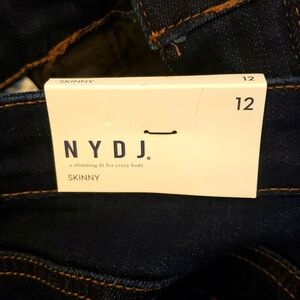 SKINNY 12
12
NYDJ®
a slimming fit for every body
SKINNY